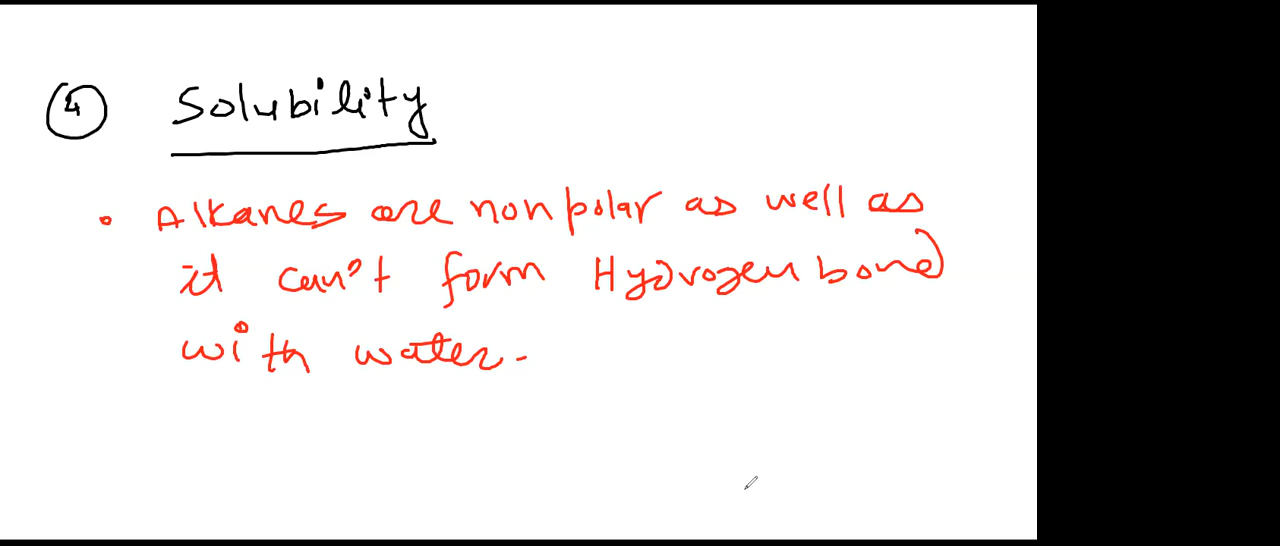 4 Solubility
• Alkanes are nonpolar as well as
it can't form Hydrogen bond
with water.